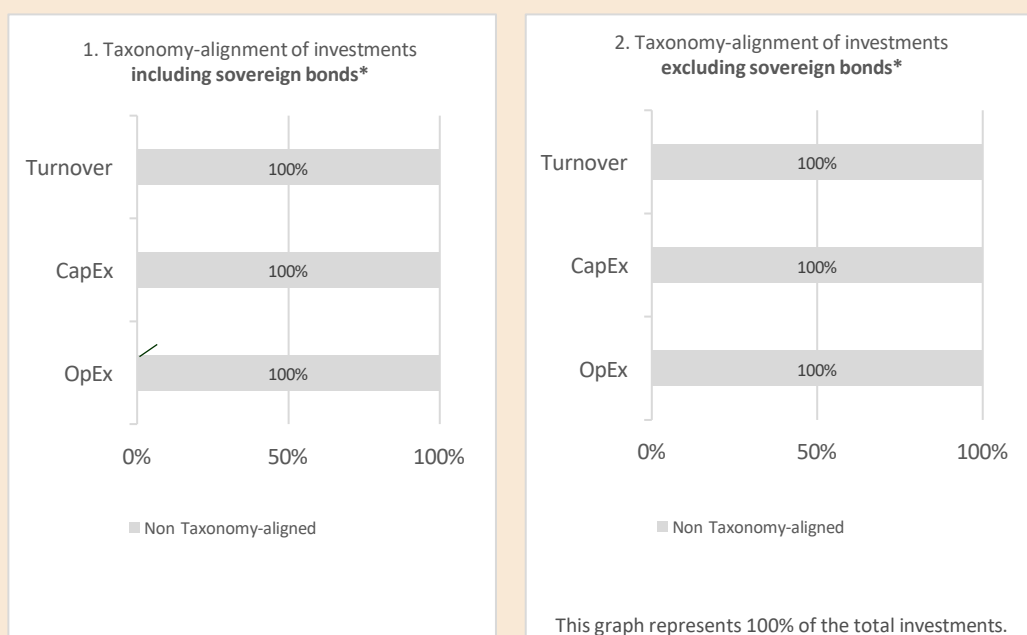 1. Taxonomy-alignment of investments
including sovereign bonds*
Turnover
100%
CapEx
100%
OpEx
100%
0%
50%
100%
Non Taxonomy-aligned
2. Taxonomy-alignment of investments
excluding sovereign bonds*
Turnover
100%
CapEx
100%
OpEx
100%
0%
50%
100%
Non Taxonomy-aligned
This graph represents 100% of the total investments.